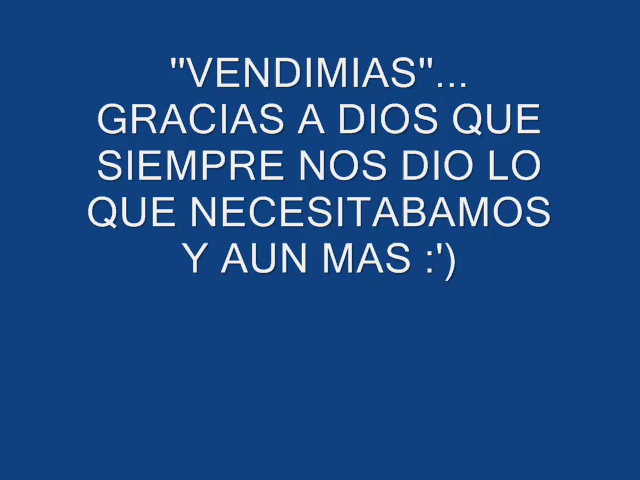 "VENDIMIAS"...
GRACIAS A DIOS QUE
SIEMPRE NOS DIO LO
QUE NECESITABAMOS
Y AUN MAS :')